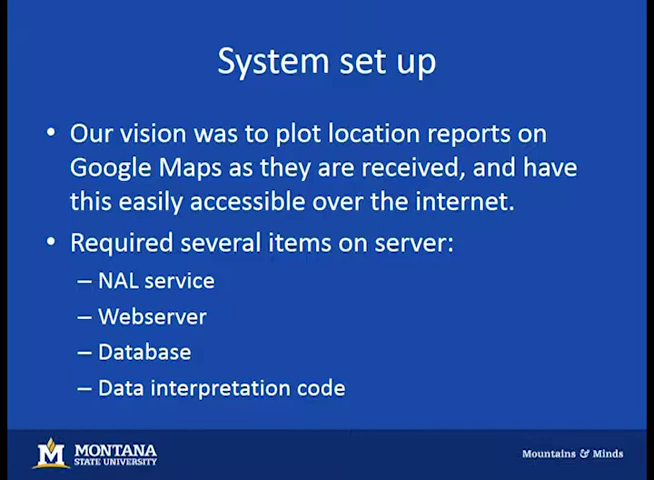 System set up
• Our vision was to plot location reports on
Google Maps as they are received, and have
this easily accessible over the internet.
• Required several items on server:
– NAL service
– Webserver
– Database
– Data interpretation code
MONTANA
STATE UNIVERSITY
Mountains & Minds